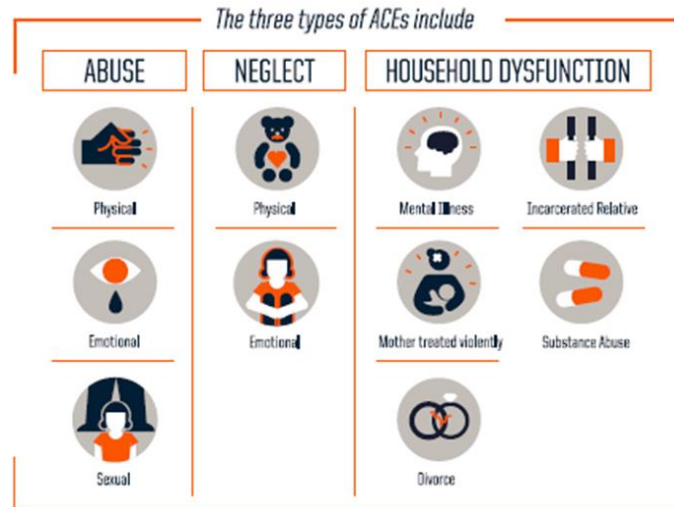 The three types of ACEs include
ABUSE
NEGLECT
HOUSEHOLD DYSFUNCTION
Physical
Emotional
Sexual
Physical
Emotional
Mental Illness
Incarcerated Relative
Mother treated violently
Substance Abuse
Divorce